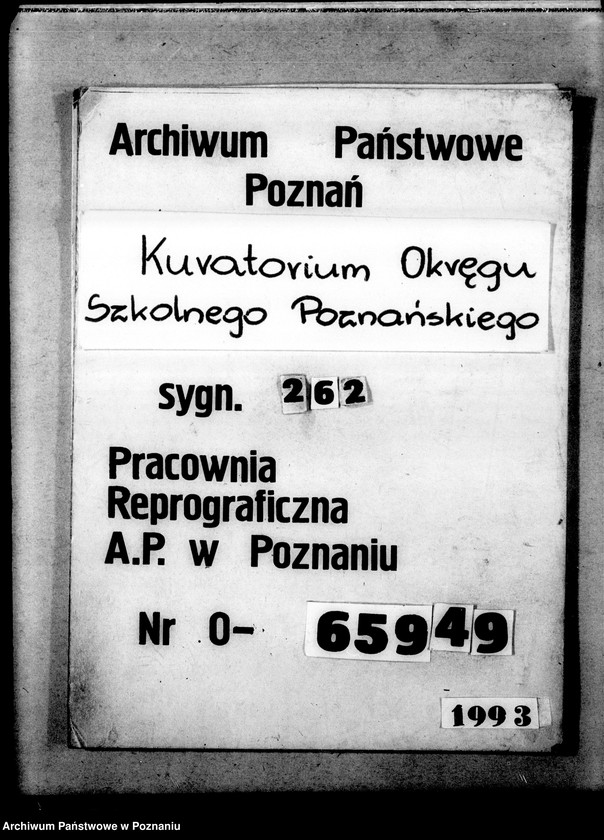 Archiwum Państwowe
Poznań
Kuratorium Okręgu
Szkolnego Poznańskiego
sygn. 262
Pracownia
Reprograficzna
A.P. w Poznaniu
Nr 0- 65949
1993
Archiwum Państwowe w Poznaniu